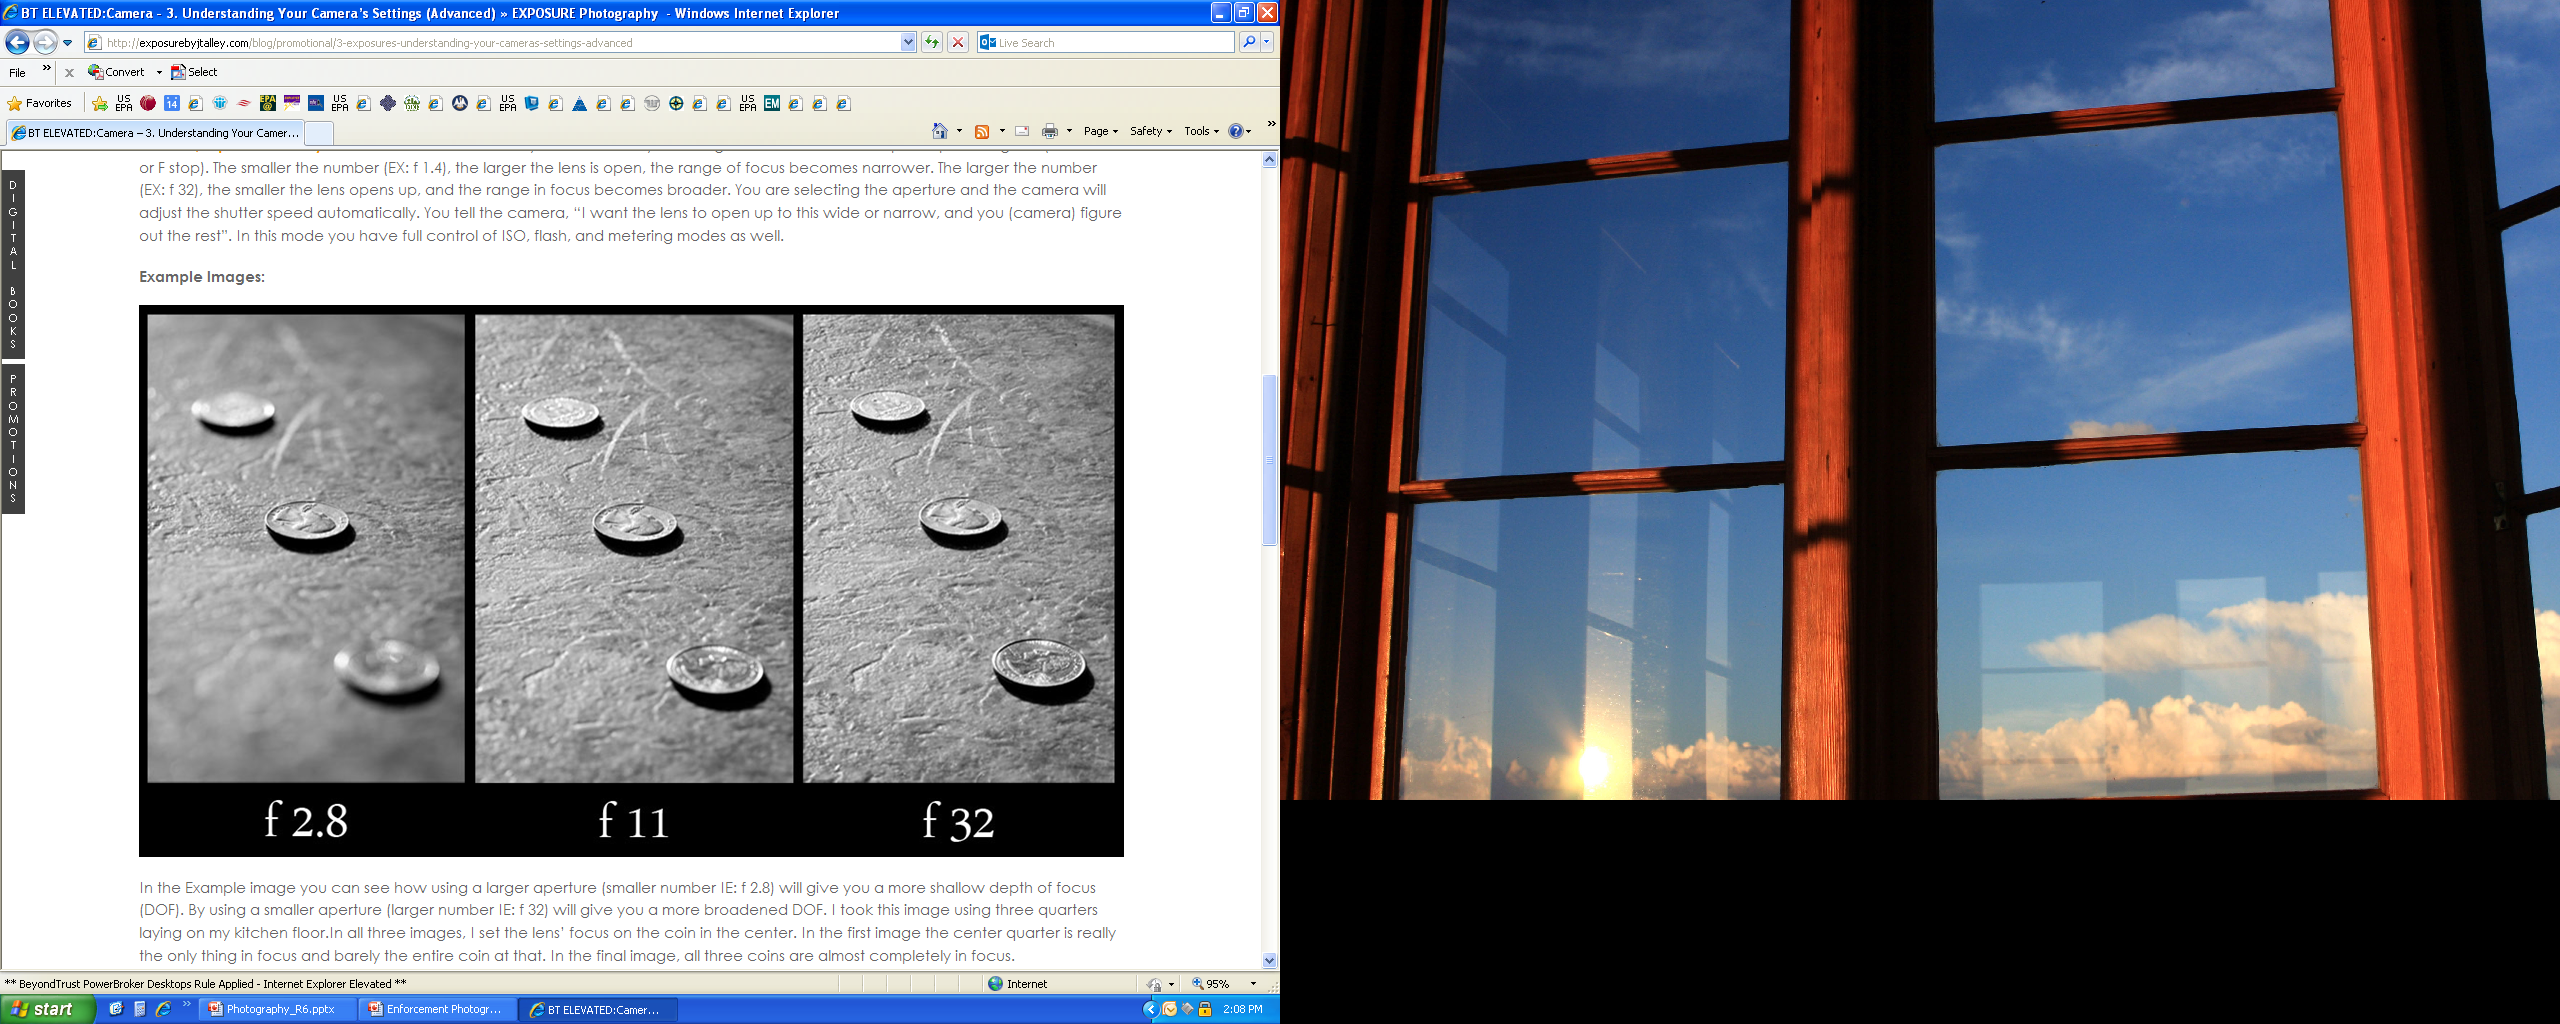 BT ELEVATED:Camera - 3. Understanding Your Camera's Settings (Advanced) » EXPOSURE Photography - Windows Internet Explorer
http://exposurebyjtalley.com/blog/promotional/3-exposures-understanding-your-cameras-settings-advanced
Live Search
File » x Convert Select
Favorites
US EPA
14
EPA
US EPA
US EPA
US EPA
EM
BT ELEVATED:Camera – 3. Understanding Your Camer...
Page Safety Tools »
DIGITAL BOOKS
PROMOTIONS
or F stop). The smaller the number (EX: f 1.4), the larger the lens is open, the range of focus becomes narrower. The larger the number
(EX: f 32), the smaller the lens opens up, and the range in focus becomes broader. You are selecting the aperture and the camera will
adjust the shutter speed automatically. You tell the camera, “I want the lens to open up to this wide or narrow, and you (camera) figure
out the rest”. In this mode you have full control of ISO, flash, and metering modes as well.
Example Images:
f 2.8
f 11
f 32
In the Example image you can see how using a larger aperture (smaller number IE: f 2.8) will give you a more shallow depth of focus
(DOF). By using a smaller aperture (larger number IE: f 32) will give you a more broadened DOF. I took this image using three quarters
laying on my kitchen floor.In all three images, I set the lens’ focus on the coin in the center. In the first image the center quarter is really
the only thing in focus and barely the entire coin at that. In the final image, all three coins are almost completely in focus.
** BeyondTrust PowerBroker Desktops Rule Applied - Internet Explorer Elevated **
Internet
95%
start
»
Photography_R6.pptx
Enforcement Photogr...
BT ELEVATED:Camer...
2:08 PM